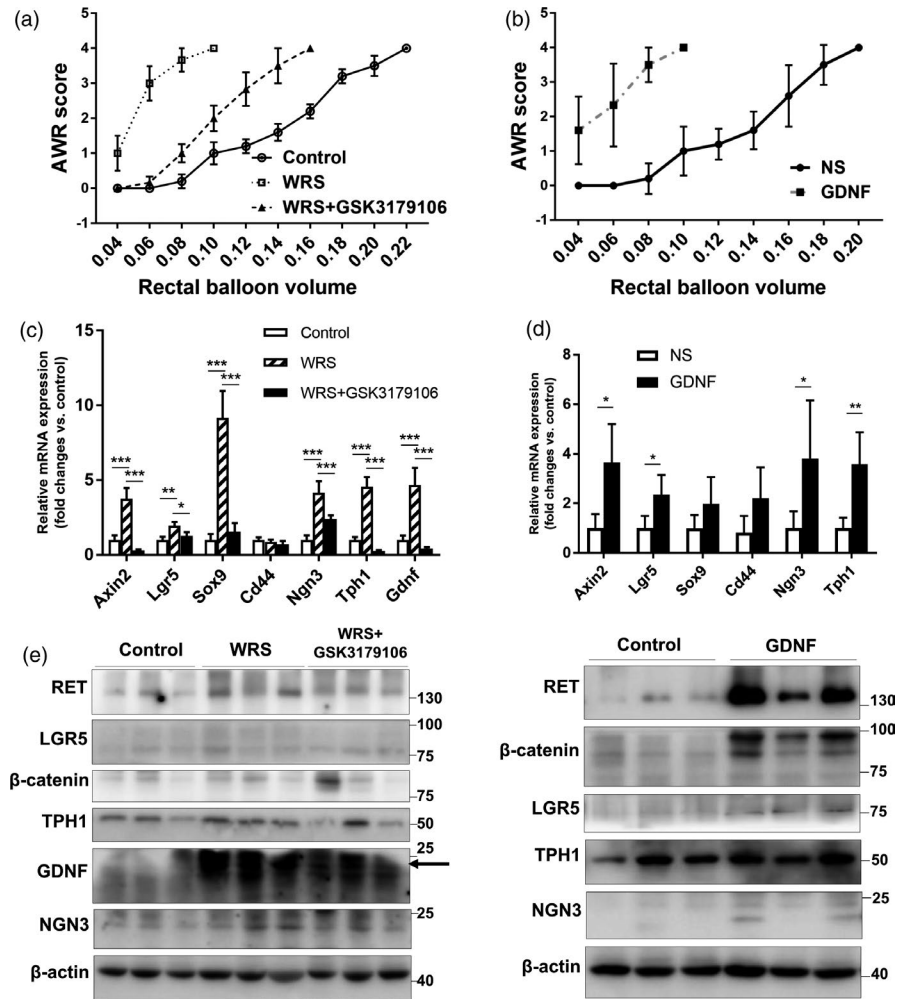 (a)
AWR score
5
4
3
2
1
0
-1
Control
WRS
WRS+GSK3179106
0.04 0.06 0.08 0.10 0.12 0.14 0.16 0.18 0.20 0.22
Rectal balloon volume
(b)
AWR score
5
4
3
2
1
0
-1
NS
GDNF
0.04 0.06 0.08 0.10 0.12 0.14 0.16 0.18 0.20
Rectal balloon volume
(c)
Relative mRNA expression
(fold changes vs. control)
15
10
5
0
Control
WRS
WRS+GSK3179106
*** *** ** * *** *** *** *** *** *** *** ***
Axin2 Lgr5 Sox9 Cd44 Ngn3 Tph1 Gdnf
(d)
Relative mRNA expression
(fold changes vs. control)
8
6
4
2
0
NS
GDNF
* * * **
Axin2 Lgr5 Sox9 Cd44 Ngn3 Tph1
(e)
Control WRS WRS+
GSK3179106
RET 130
LGR5 100
75
β-catenin 75
TPH1 50
GDNF 25
NGN3 25
β-actin 40
Control GDNF
RET 130
β-catenin 100
75
LGR5 75
TPH1 50
NGN3 25
β-actin 40